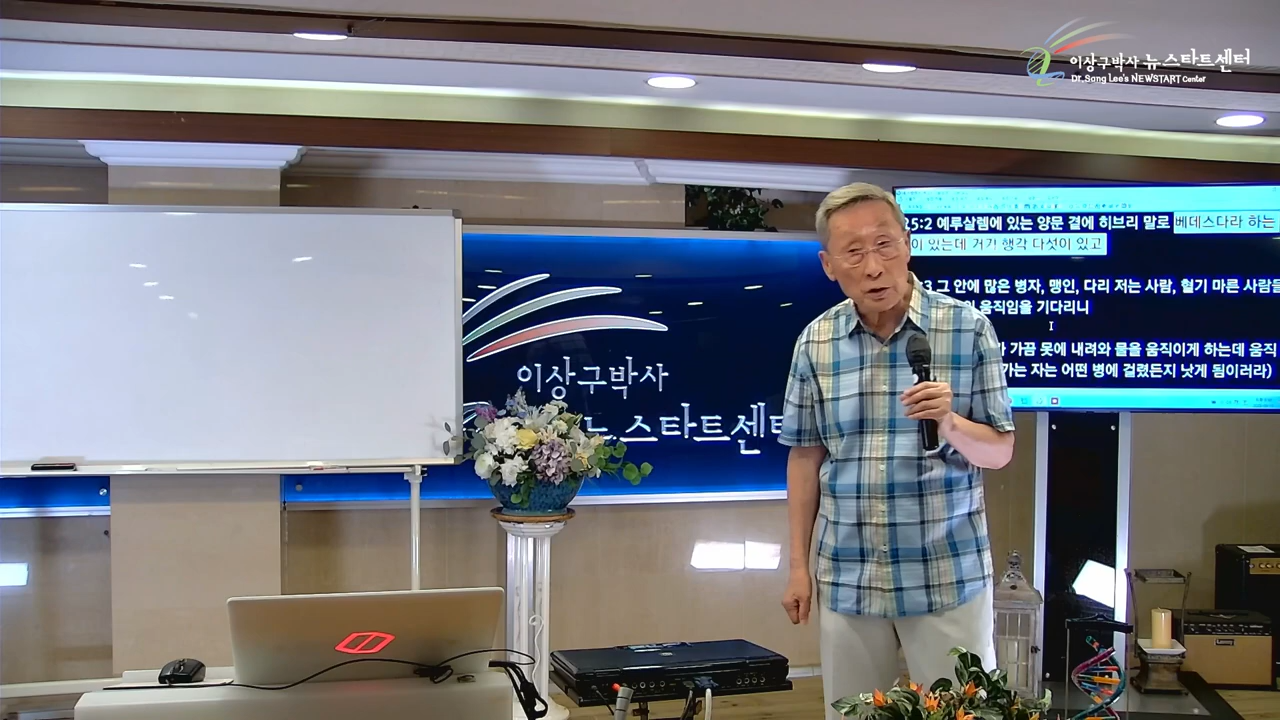 이상구박사 뉴스타트센터
Dr. Sang Lee's NEWSTART Center
5:2 예루살렘에 있는 양문 곁에 히브리 말로 베데스다라 하는
이 있는데 거기 행각 다섯이 있고
3 그 안에 많은 병자, 맹인, 다리 저는 사람, 혈기 마른 사람들
의 움직임을 기다리니
가 가끔 못에 내려와 물을 움직이게 하는데 움직
가는 자는 어떤 병에 걸렸든지 낫게 됨이러라)
이상구박사
뉴스타트센터
Laney